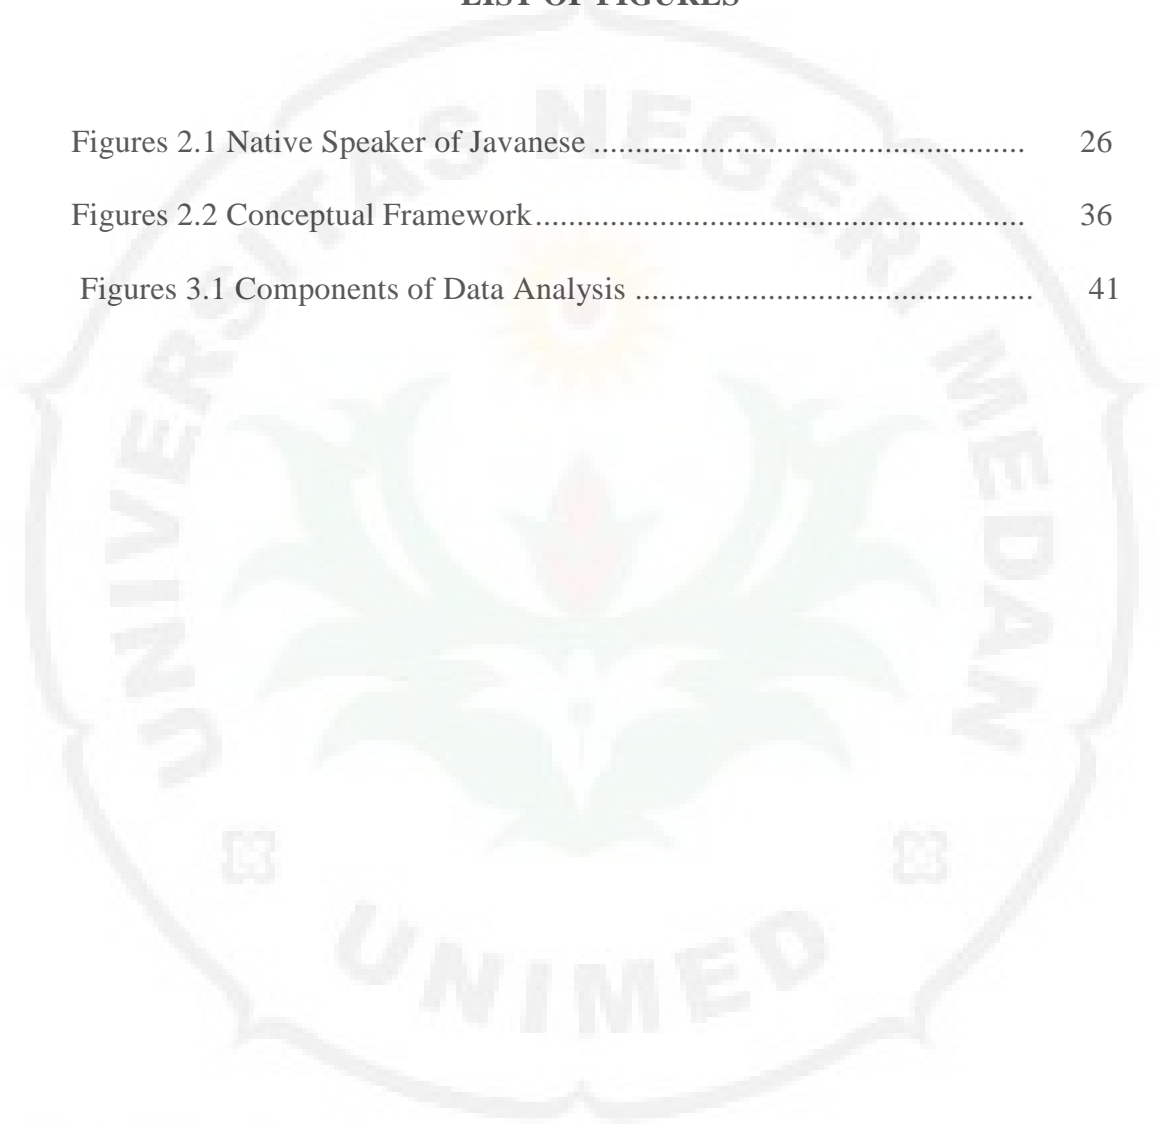 LIST OF FIGURES
Figures 2.1 Native Speaker of Javanese .................................................... 26
Figures 2.2 Conceptual Framework........................................................... 36
Figures 3.1 Components of Data Analysis ................................................ 41
UNIVERSITAS NEGERI MEDAN
UNIMED